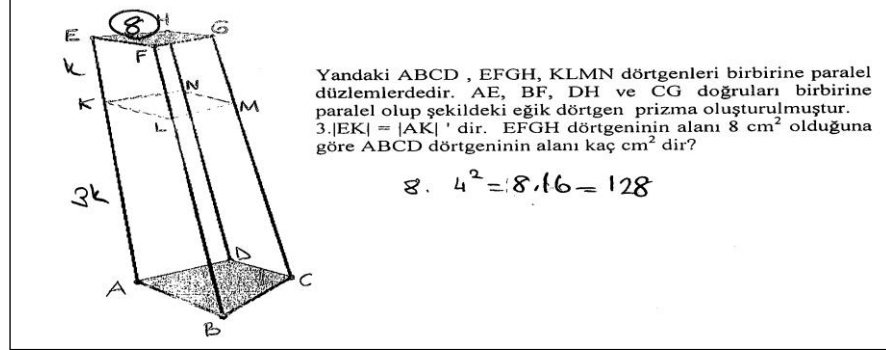 8 H
E G
F
k
K N
M
L
3k
D
A C
B
Yandaki ABCD , EFGH, KLMN dörtgenleri birbirine paralel
düzlemlerdedir. AE, BF, DH ve CG doğruları birbirine
paralel olup şekildeki eğik dörtgen prizma oluşturulmuştur.
3.|EK| = |AK| ' dir. EFGH dörtgeninin alanı 8 cm² olduğuna
göre ABCD dörtgeninin alanı kaç cm² dir?
8. 4² = 8.16 = 128